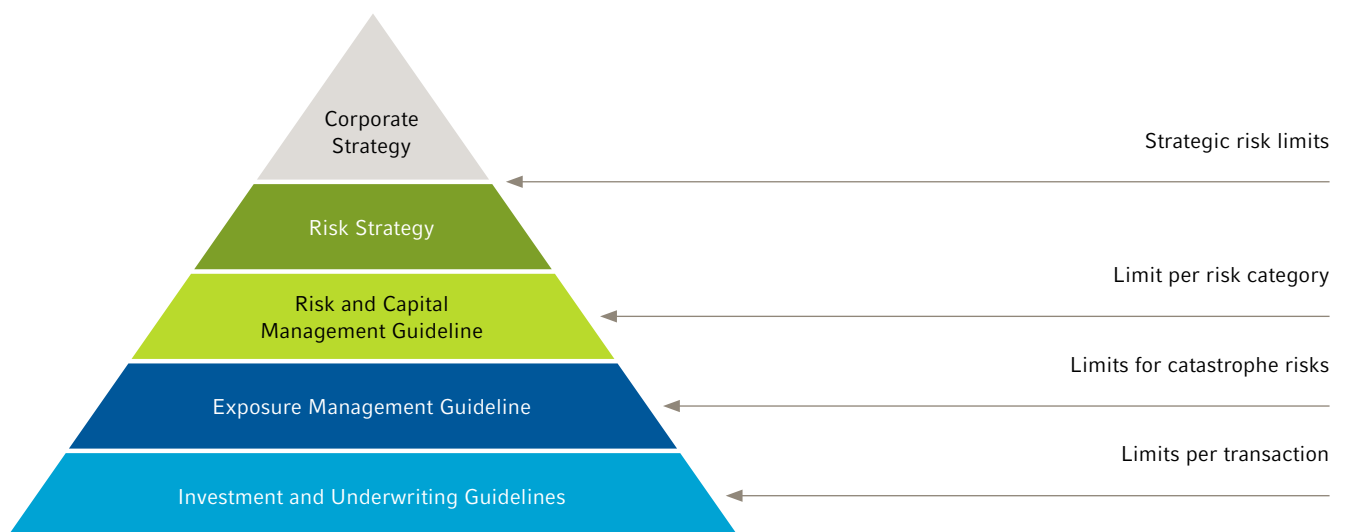 Corporate
Strategy
Strategic risk limits
Risk Strategy
Limit per risk category
Risk and Capital
Management Guideline
Limits for catastrophe risks
Exposure Management Guideline
Limits per transaction
Investment and Underwriting Guidelines